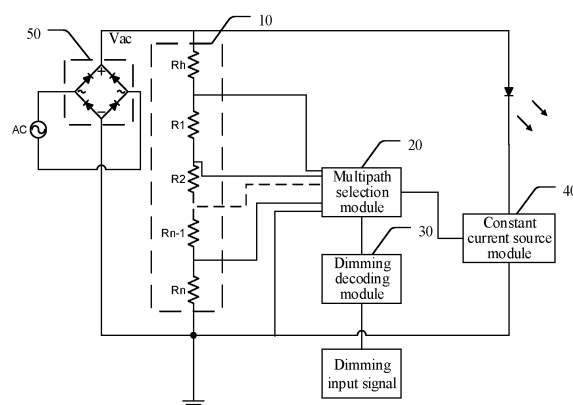 50
Vac
10
Rh
R1
AC
R2
20
Multipath
selection
module
Rn-1
30
40
Constant
current source
module
Dimming
decoding
module
Rn
Dimming
input signal